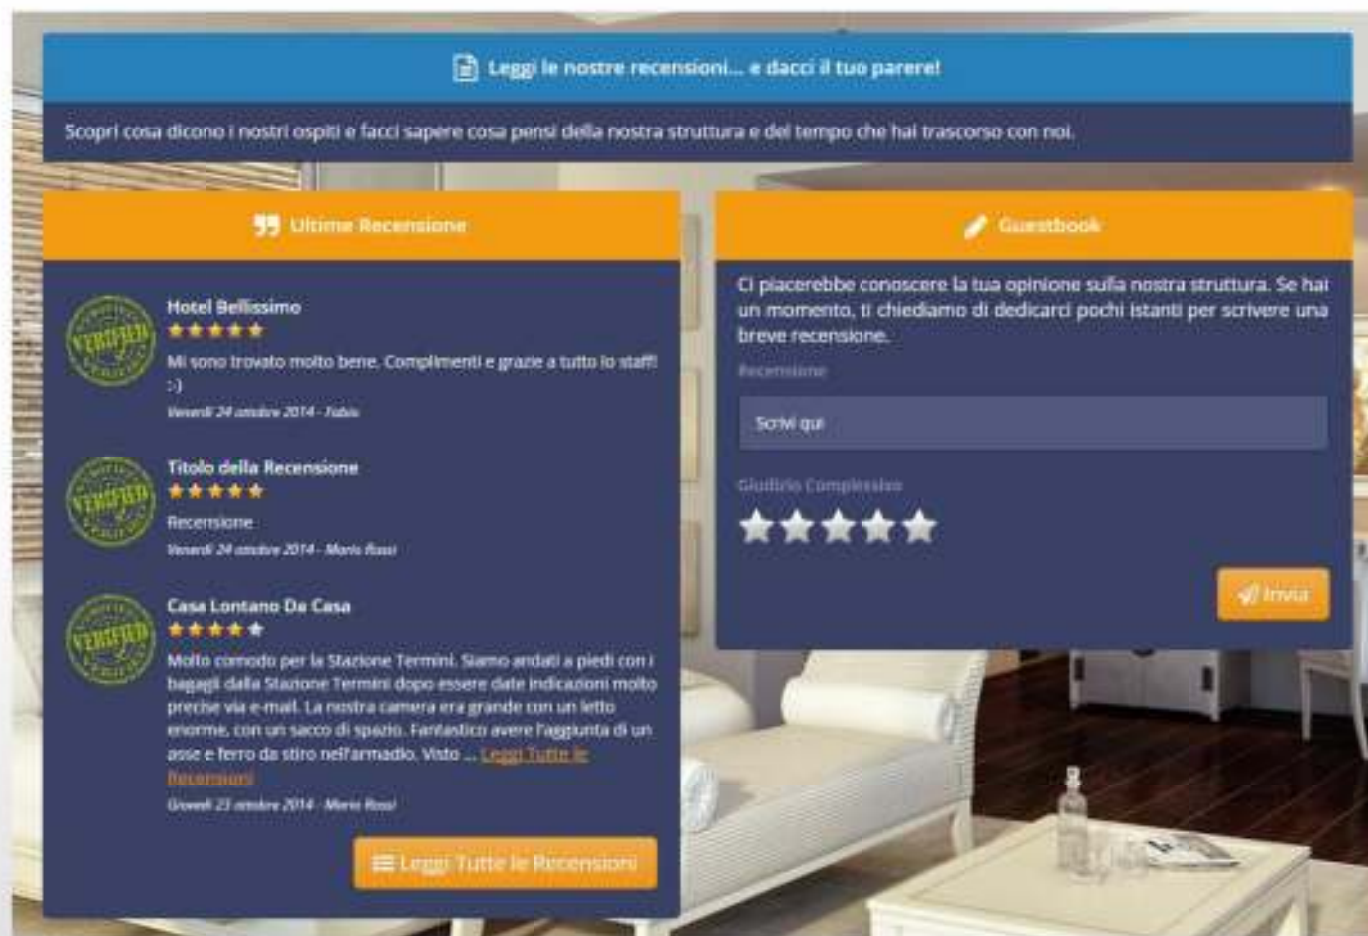 Leggi le nostre recensioni... e dacci il tuo parere!
Scopri cosa dicono i nostri ospiti e facci sapere cosa pensi della nostra struttura e del tempo che hai trascorso con noi.
Ultime Recensione
VERIFIED
Hotel Bellissimo
Mi sono trovato molto bene. Complimenti e grazie a tutto lo staff!
:-)
Venerdì 24 ottobre 2014 - Fabio
VERIFIED
Titolo della Recensione
Recensione
Venerdì 24 ottobre 2014 - Mario Rossi
VERIFIED
Casa Lontano Da Casa
Molto comodo per la Stazione Termini. Siamo andati a piedi con i
bagagli dalla Stazione Termini dopo essere date indicazioni molto
precise via e-mail. La nostra camera era grande con un letto
enorme, con un sacco di spazio. Fantastico avere l'aggiunta di un
asse e ferro da stiro nell'armadio. Visto ... Leggi Tutte le
Recensioni
Giovedì 23 ottobre 2014 - Mario Rossi
Leggi Tutte le Recensioni
Guestbook
Ci piacerebbe conoscere la tua opinione sulla nostra struttura. Se hai
un momento, ti chiediamo di dedicarci pochi istanti per scrivere una
breve recensione.
Recensione
Scrivi qui
Giudizio Complessivo
Invia